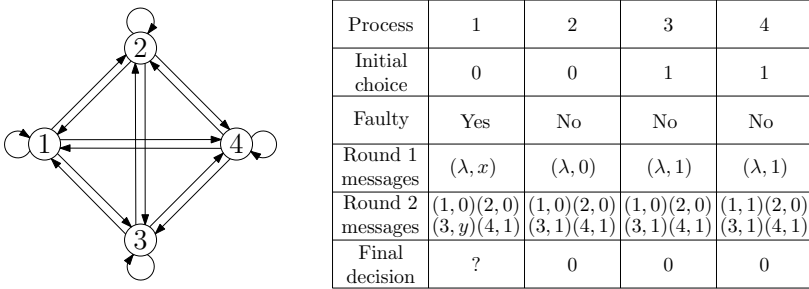 2
1
4
3
Process 1 2 3 4
Initial
choice 0 0 1 1
Faulty Yes No No No
Round 1
messages (λ, x) (λ, 0) (λ, 1) (λ, 1)
Round 2 (1, 0)(2, 0) (1, 0)(2, 0) (1, 0)(2, 0) (1, 1)(2, 0)
messages (3, y)(4, 1) (3, 1)(4, 1) (3, 1)(4, 1) (3, 1)(4, 1)
Final
decision ? 0 0 0